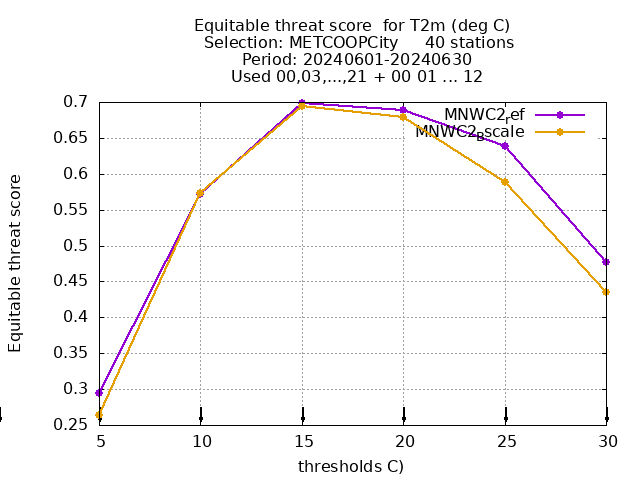 Equitable threat score  for T2m (deg C)
Selection: METCOOPCity     40 stations
Period: 20240601-20240630
Used 00,03,...,21 + 00 01 ... 12
Equitable threat score
0.7
0.65
0.6
0.55
0.5
0.45
0.4
0.35
0.3
0.25
MNWC2ref
MNWC2pscale
5 10 15 20 25 30
thresholds C)